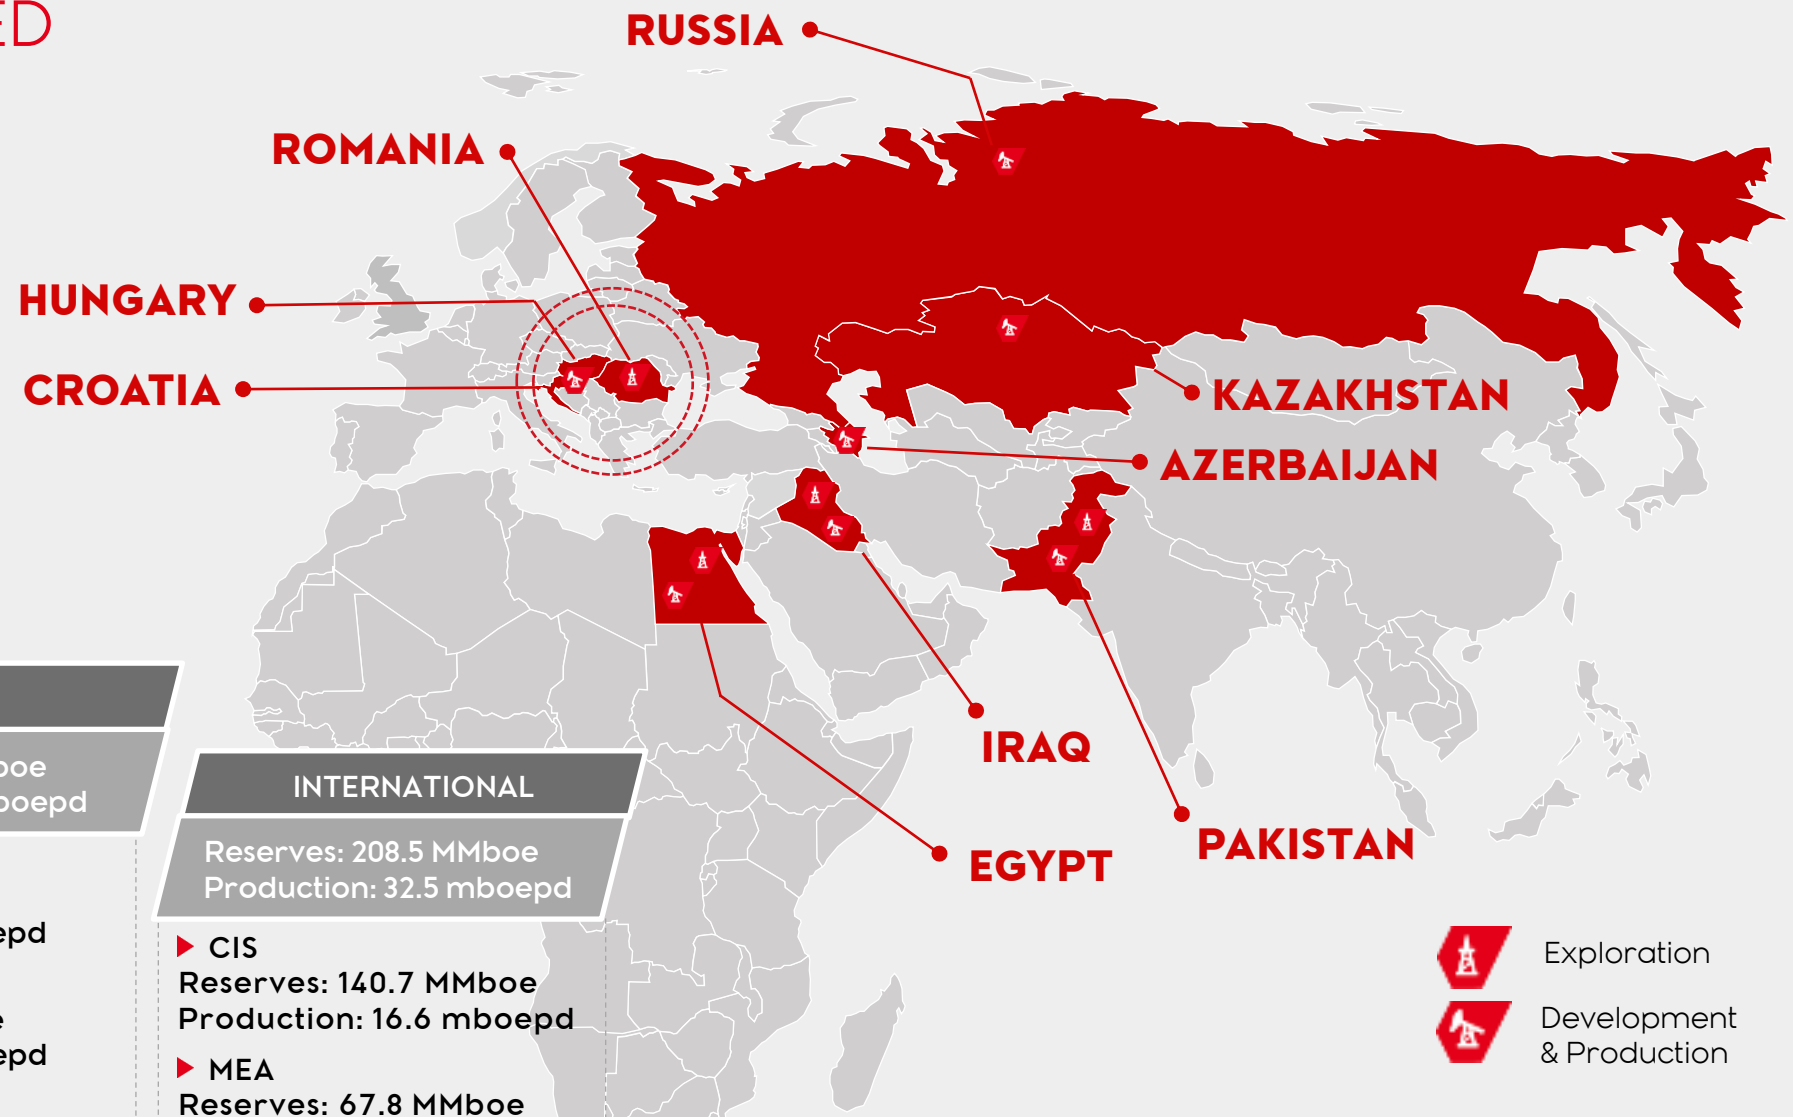 RUSSIA
ROMANIA
HUNGARY
CROATIA
KAZAKHSTAN
AZERBAIJAN
IRAQ
PAKISTAN
EGYPT
INTERNATIONAL
Reserves: 208.5 MMboe
Production: 32.5 mboepd
CIS
Reserves: 140.7 MMboe
Production: 16.6 mboepd
MEA
Reserves: 67.8 MMboe
Exploration
Development
& Production